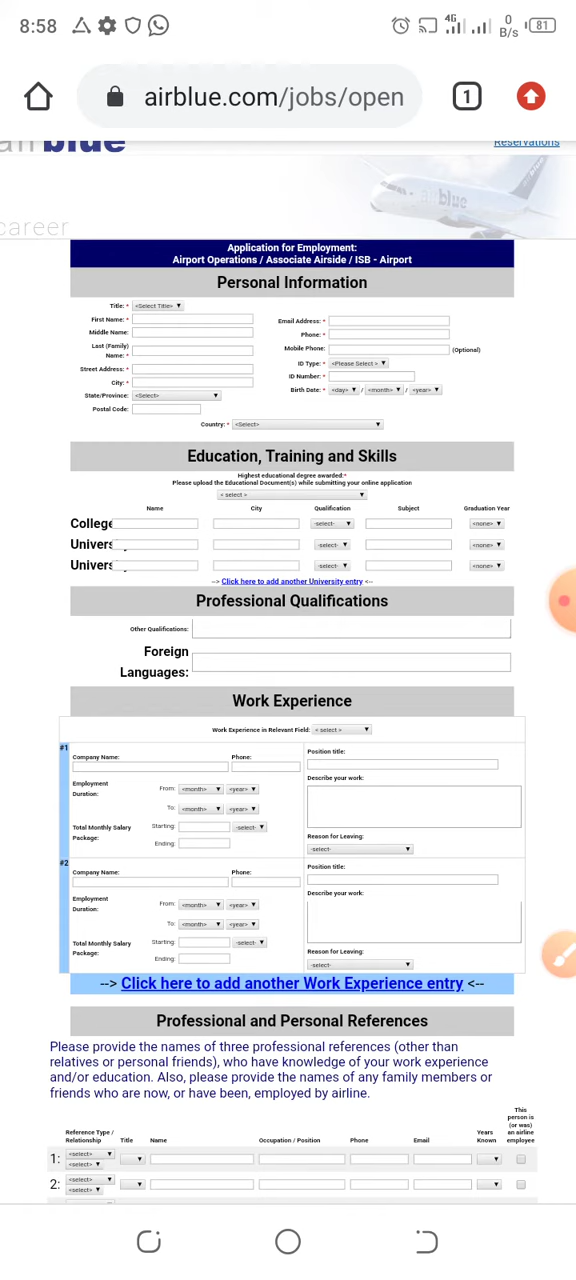 8:58
4G
0
B/s
81
airblue.com/jobs/open
1
air blue
Reservations
airblue
career
Application for Employment:
Airport Operations / Associate Airside / ISB - Airport
Personal Information
Title: * <Select Title>
First Name: *
Middle Name:
Last (Family)
Name: *
Street Address: *
City: *
State/Province: <Select>
Postal Code:
Email Address: *
Phone: *
Mobile Phone: (Optional)
ID Type: * <Please Select >
ID Number: *
Birth Date: * <day> / <month> / <year>
Country: * <Select>
Education, Training and Skills
Highest educational degree awarded:*
Please upload the Educational Document(s) while submitting your online application
< select >
Name City Qualification Subject Graduation Year
College -select- <none>
Univers -select- <none>
Univers -select- <none>
--> Click here to add another University entry <--
Professional Qualifications
Other Qualifications:
Foreign
Languages:
Work Experience
Work Experience in Relevant Field: < select >
#1
Company Name: Phone:
Employment
Duration:
From: <month> <year>
To: <month> <year>
Total Monthly Salary
Package:
Starting: -select-
Ending:
Position title:
Describe your work:
Reason for Leaving:
-select-
#2
Company Name: Phone:
Employment
Duration:
From: <month> <year>
To: <month> <year>
Total Monthly Salary
Package:
Starting: -select-
Ending:
Position title:
Describe your work:
Reason for Leaving:
-select-
--> Click here to add another Work Experience entry <--
Professional and Personal References
Please provide the names of three professional references (other than
relatives or personal friends), who have knowledge of your work experience
and/or education. Also, please provide the names of any family members or
friends who are now, or have been, employed by airline.
Reference Type /
Relationship
Title Name Occupation / Position Phone Email
Years
Known
This
person is
(or was)
an airline
employee
1: <select>
<select>
2: <select>
<select>